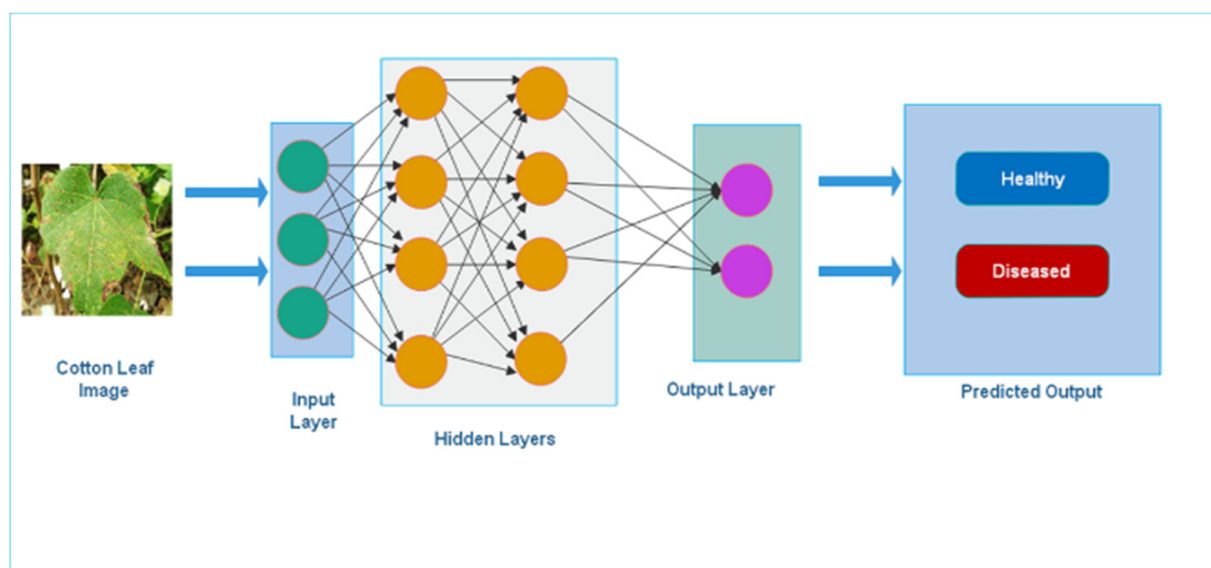 Cotton Leaf
Image
Input
Layer
Hidden Layers
Output Layer
Healthy
Diseased
Predicted Output